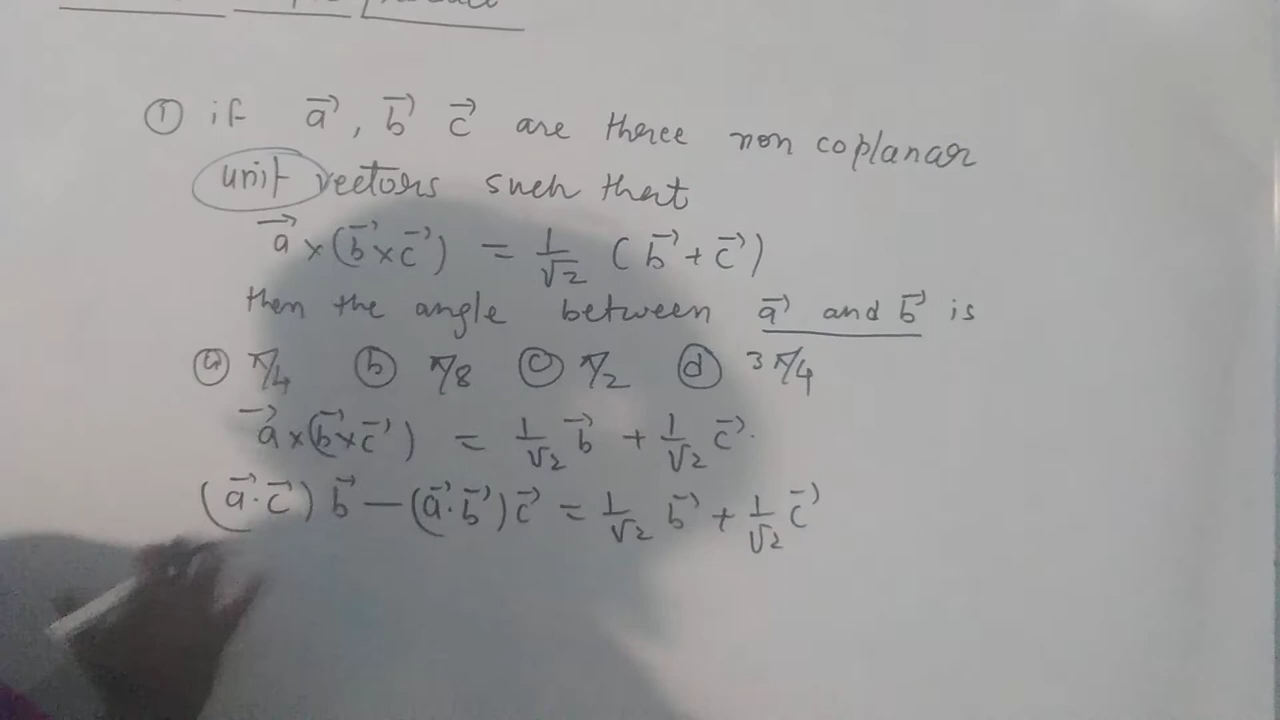 ① if a⃗, b⃗ c⃗ are three non coplanar
unit vectors such that
a⃗ × (b⃗ × c⃗) = 1/√2 (b⃗ + c⃗)
then the angle between a⃗ and b⃗ is
ⓐ π/4 ⓑ π/8 ⓒ π/2 ⓓ 3π/4
a⃗ × (b⃗ × c⃗) = 1/√2 b⃗ + 1/√2 c⃗.
(a⃗·c⃗) b⃗ − (a⃗·b⃗) c⃗ = 1/√2 b⃗ + 1/√2 c⃗